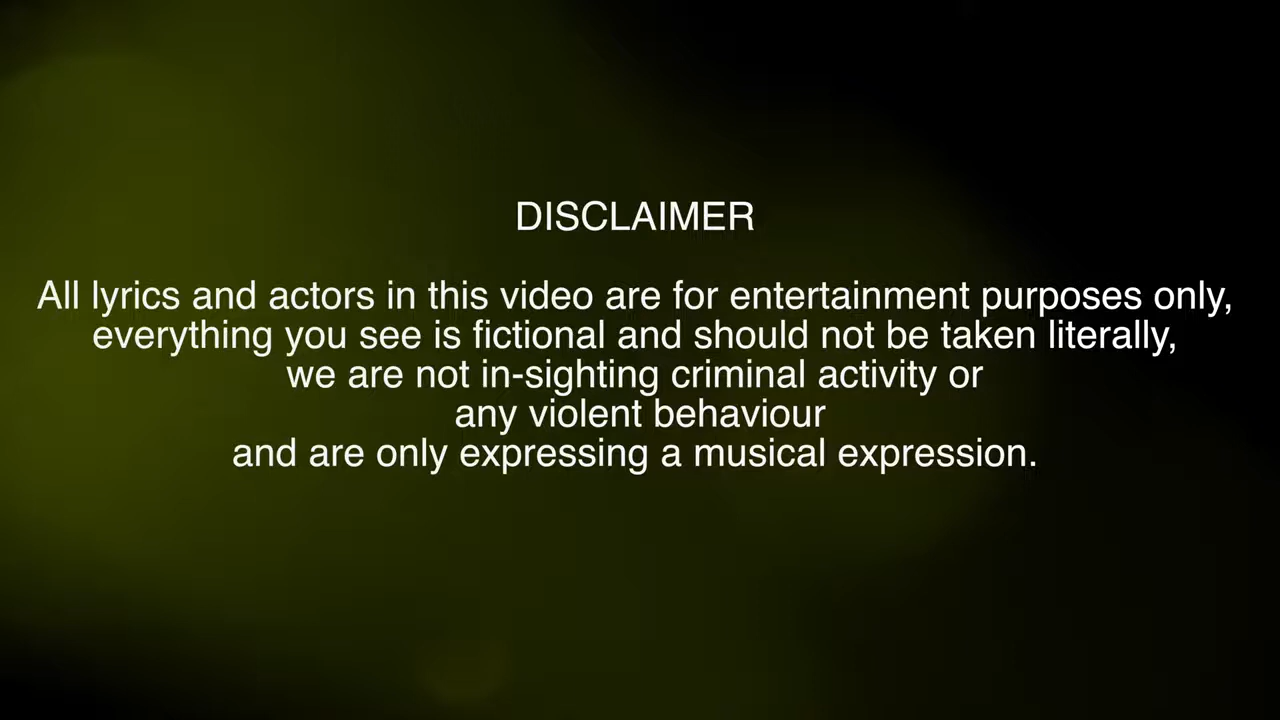 DISCLAIMER
All lyrics and actors in this video are for entertainment purposes only,
everything you see is fictional and should not be taken literally,
we are not in-sighting criminal activity or
any violent behaviour
and are only expressing a musical expression.